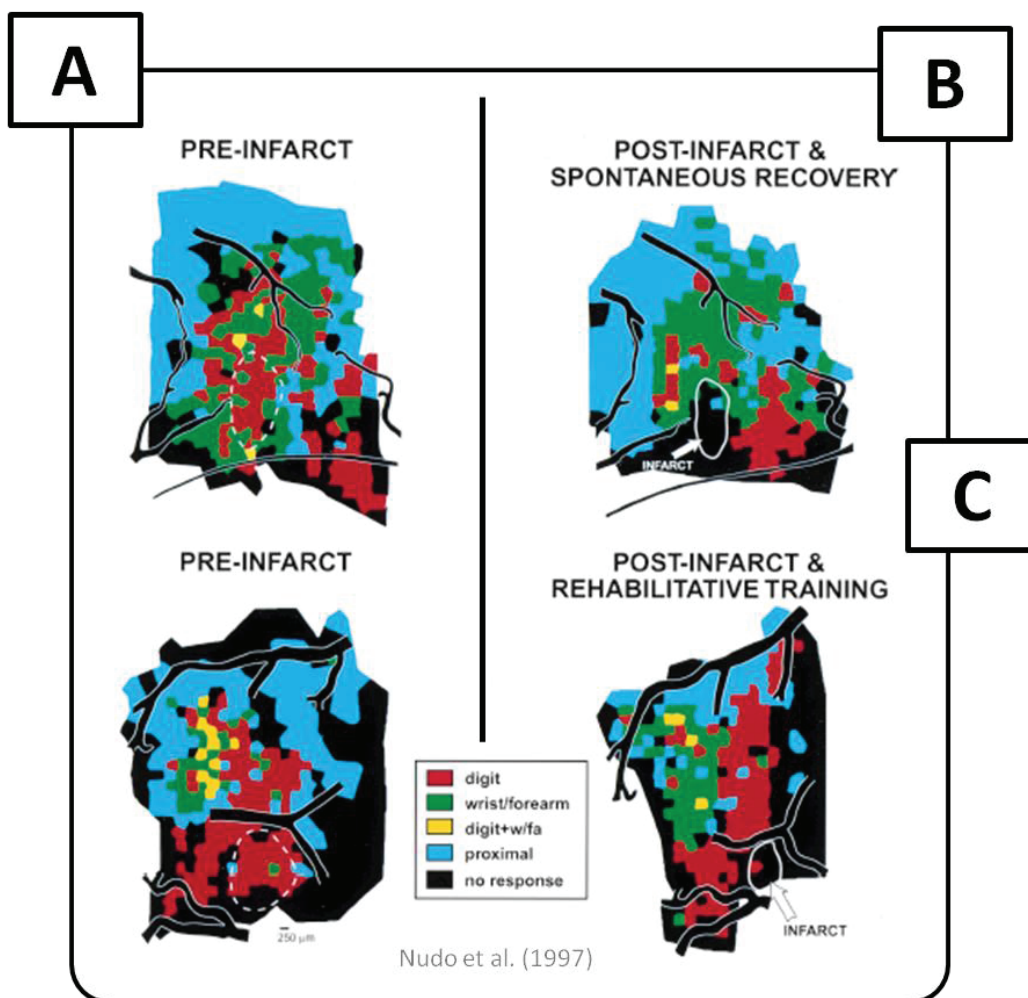 A
B
PRE-INFARCT
POST-INFARCT &
SPONTANEOUS RECOVERY
INFARCT
C
PRE-INFARCT
POST-INFARCT &
REHABILITATIVE TRAINING
digit
wrist/forearm
digit+w/fa
proximal
no response
250 µm
INFARCT
Nudo et al. (1997)